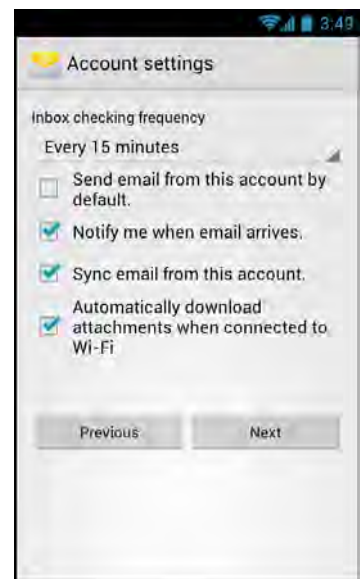 3:49
Account settings
Inbox checking frequency
Every 15 minutes
Send email from this account by
default.
Notify me when email arrives.
Sync email from this account.
Automatically download
attachments when connected to
Wi-Fi
Previous Next